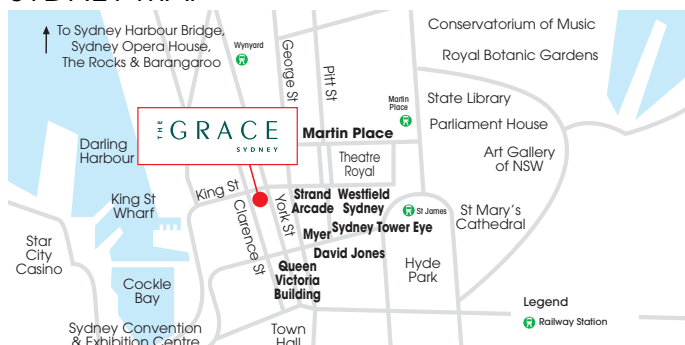 To Sydney Harbour Bridge,
Sydney Opera House,
The Rocks & Barangaroo
Wynyard
George St
Pitt St
Conservatorium of Music
Royal Botanic Gardens
Martin
Place
State Library
Parliament House
Art Gallery
of NSW
THE GRACE
SYDNEY
Martin Place
Theatre
Royal
Darling
Harbour
King St
King St
Wharf
Clarence St
York St
Strand
Arcade
Westfield
Sydney
St James
St Mary's
Cathedral
Myer
Sydney Tower Eye
David Jones
Star
City
Casino
Cockle
Bay
Queen
Victoria
Building
Hyde
Park
Legend
Railway Station
Sydney Convention
& Exhibition Centre
Town
Hall